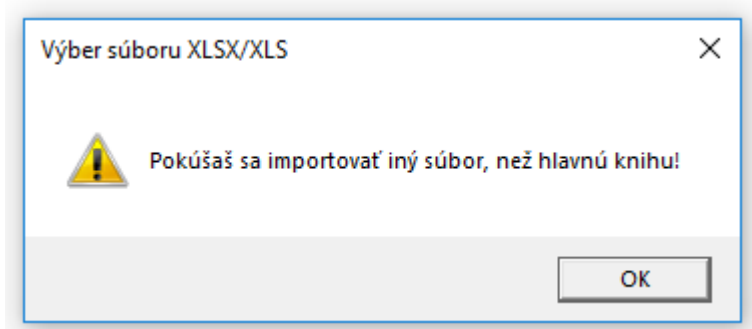 Výber súboru XLSX/XLS
Pokúšaš sa importovať iný súbor, než hlavnú knihu!
OK